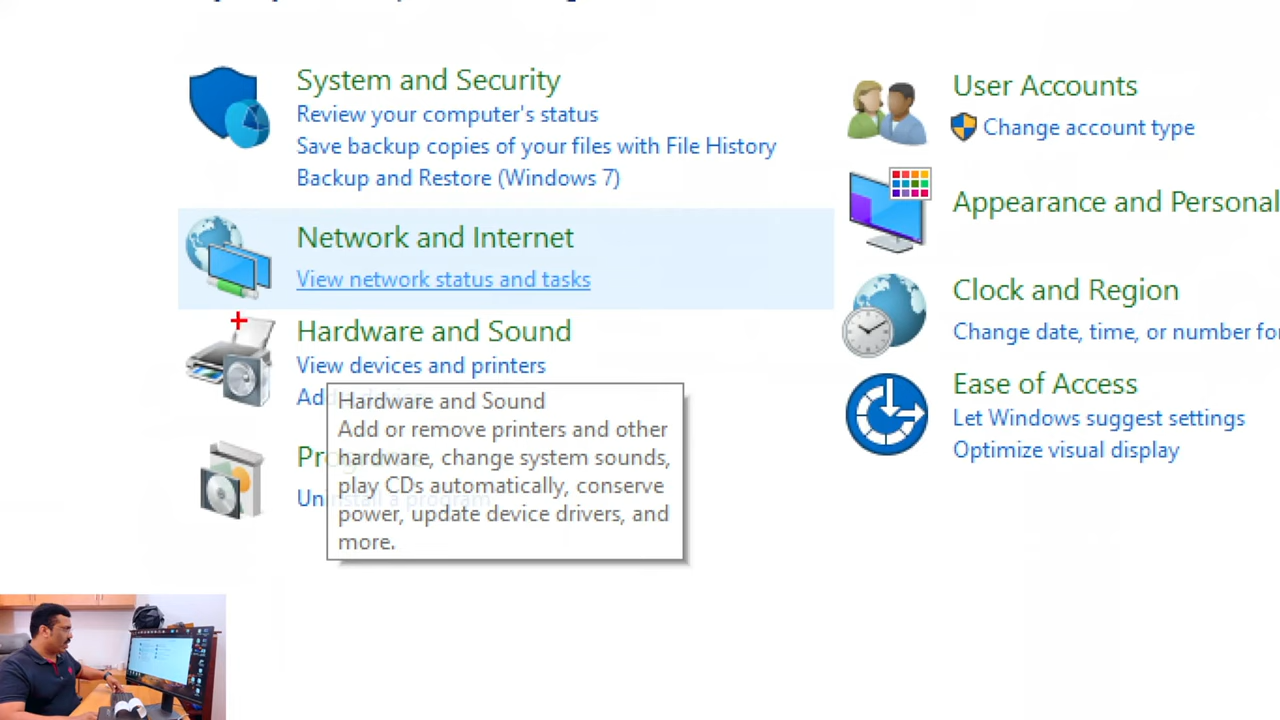 System and Security
Review your computer's status
Save backup copies of your files with File History
Backup and Restore (Windows 7)
Network and Internet
View network status and tasks
Hardware and Sound
View devices and printers
Hardware and Sound
Add or remove printers and other
hardware, change system sounds,
play CDs automatically, conserve
power, update device drivers, and
more.
Programs
Uninstall a program
User Accounts
Change account type
Appearance and Personal
Clock and Region
Change date, time, or number fo
Ease of Access
Let Windows suggest settings
Optimize visual display